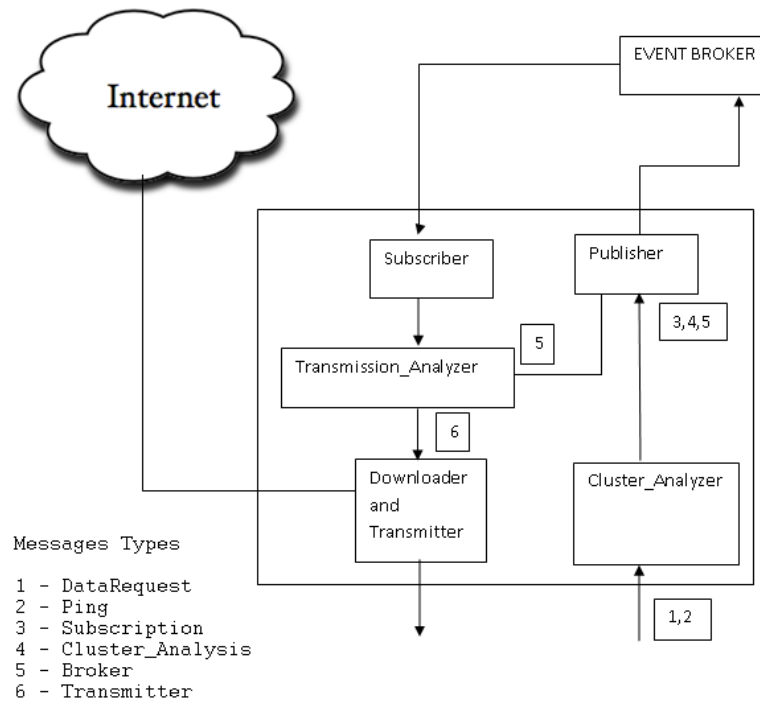 Internet
EVENT BROKER
Subscriber
Publisher
3,4,5
5
Transmission_Analyzer
6
Downloader
and
Transmitter
Cluster_Analyzer
1,2
Messages Types
1 - DataRequest
2 - Ping
3 - Subscription
4 - Cluster_Analysis
5 - Broker
6 - Transmitter